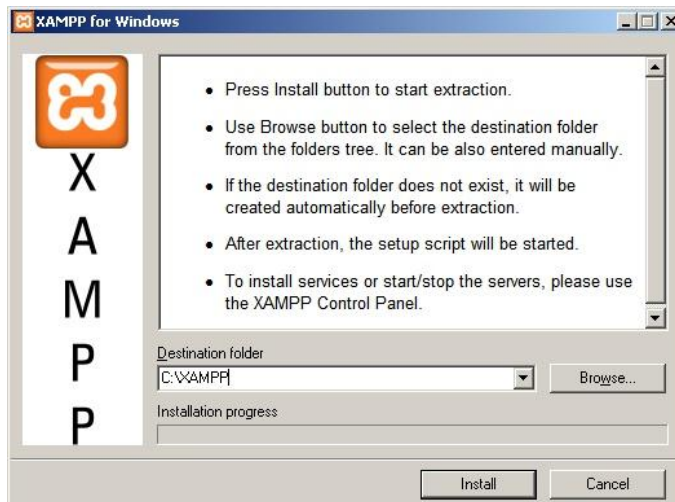 XAMPP for Windows
X
A
M
P
P
• Press Install button to start extraction.
• Use Browse button to select the destination folder
from the folders tree. It can be also entered manually.
• If the destination folder does not exist, it will be
created automatically before extraction.
• After extraction, the setup script will be started.
• To install services or start/stop the servers, please use
the XAMPP Control Panel.
Destination folder
C:\XAMPP
Browse...
Installation progress
Install
Cancel